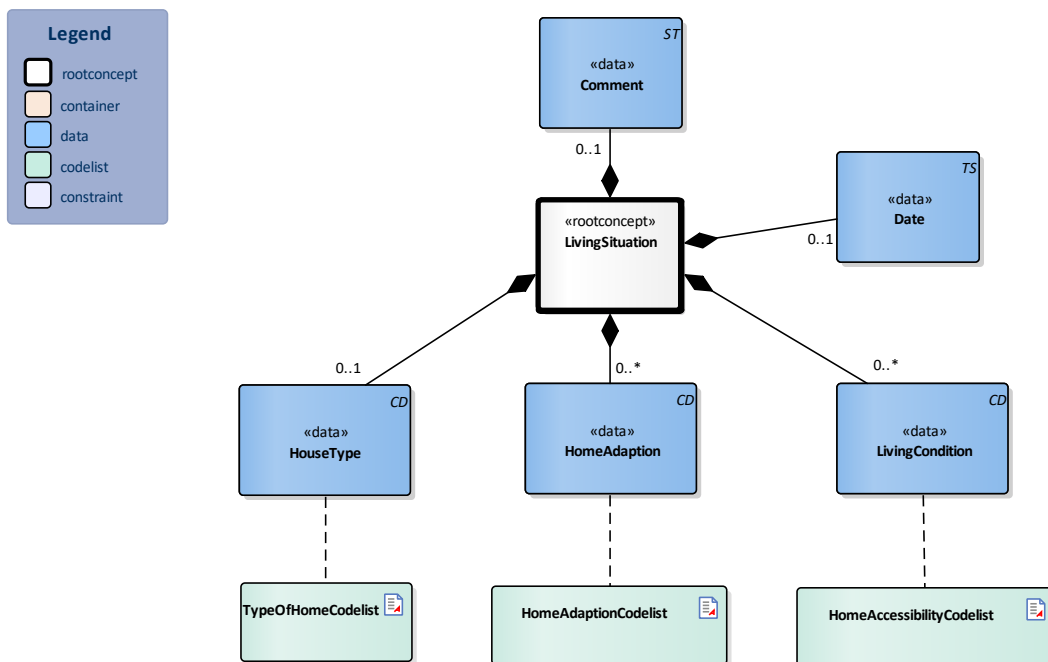 Legend
rootconcept
container
data
codelist
constraint
ST
«data»
Comment
0..1
TS
«data»
Date
0..1
«rootconcept»
LivingSituation
0..1
0..*
0..*
CD
«data»
HouseType
CD
«data»
HomeAdaption
CD
«data»
LivingCondition
TypeOfHomeCodelist
HomeAdaptionCodelist
HomeAccessibilityCodelist